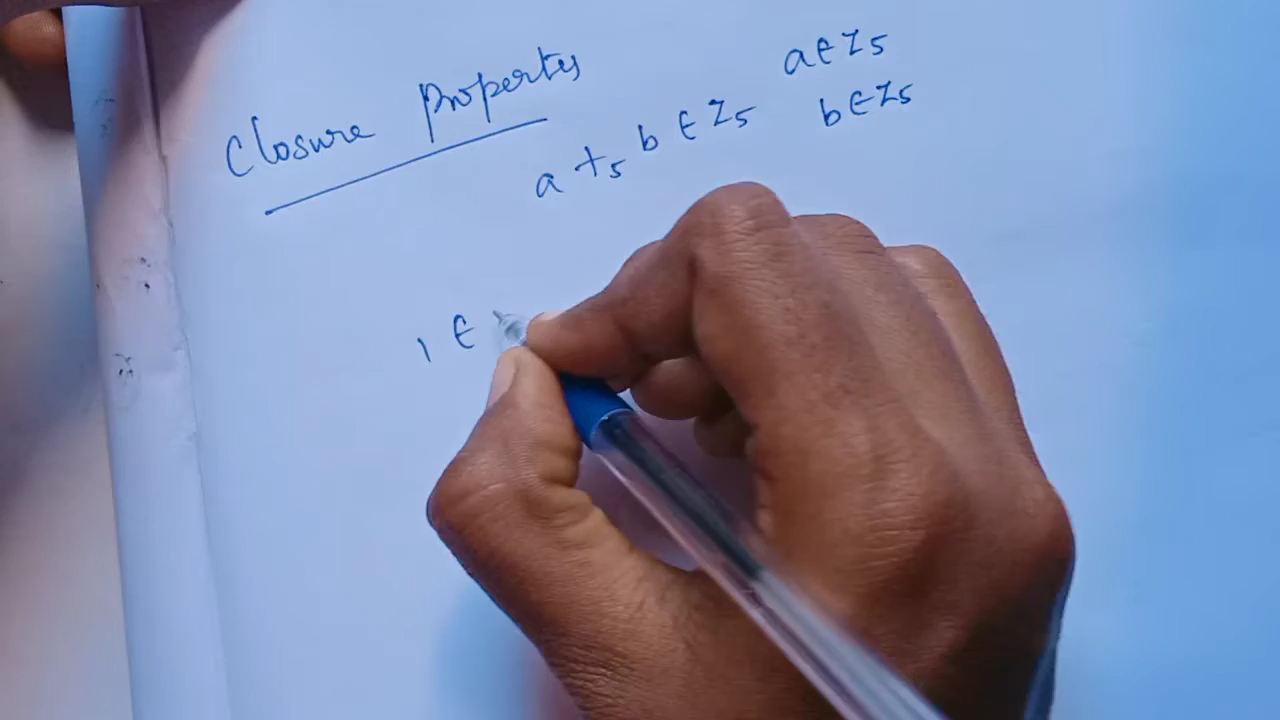 Closure Property
a +₅ b ∈ Z₅ a ∈ Z₅
b ∈ Z₅
1 ∈